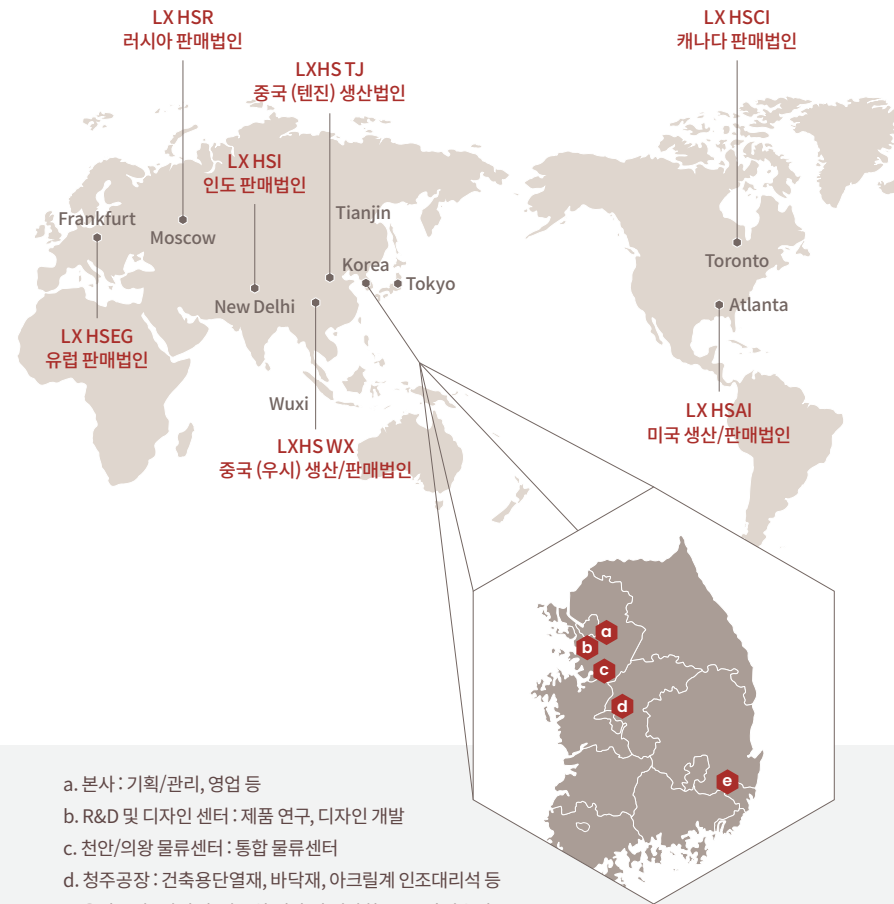 LX HSR
러시아 판매법인
LX HSCI
캐나다 판매법인
LXHS TJ
중국 (텐진) 생산법인
LX HSI
인도 판매법인
Frankfurt
Moscow
Tianjin
Korea
Tokyo
New Delhi
Toronto
Atlanta
LX HSEG
유럽 판매법인
Wuxi
LXHS WX
중국 (우시) 생산/판매법인
LX HSAI
미국 생산/판매법인
a
b
c
d
e
a. 본사 : 기획/관리, 영업 등
b. R&D 및 디자인 센터 : 제품 연구, 디자인 개발
c. 천안/의왕 물류센터 : 통합 물류센터
d. 청주공장 : 건축용단열재, 바닥재, 아크릴계 인조대리석 등